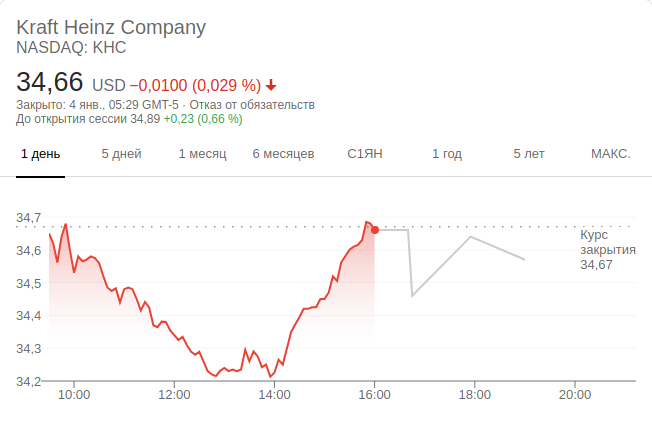 Kraft Heinz Company
NASDAQ: KHC
34,66 USD −0,0100 (0,029 %)
Закрыто: 4 янв., 05:29 GMT-5 · Отказ от обязательств
До открытия сессии 34,89 +0,23 (0,66 %)
1 день 5 дней 1 месяц 6 месяцев С1ЯН 1 год 5 лет МАКС.
34,7
Курс
закрытия
34,67
34,6
34,5
34,4
34,3
34,2
10:00 12:00 14:00 16:00 18:00 20:00